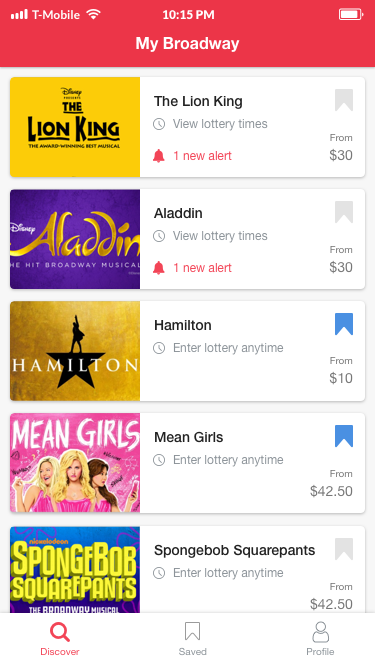 T-Mobile
10:15 PM
My Broadway
Disney
PRESENTS
THE
LION KING
THE AWARD-WINNING BEST MUSICAL
The Lion King
View lottery times
1 new alert
From
$30
Disney
Aladdin
HE HIT BROADWAY MUSICAL
Aladdin
View lottery times
1 new alert
From
$30
HAMILTON
Hamilton
Enter lottery anytime
From
$10
MEAN GIRLS
Mean Girls
Enter lottery anytime
From
$42.50
nickelodeon
SPONGEBOB
SQUAREPANTS
THE BROADWAY MUSICAL
Spongebob Squarepants
Enter lottery anytime
From
$42.50
Discover
Saved
Profile